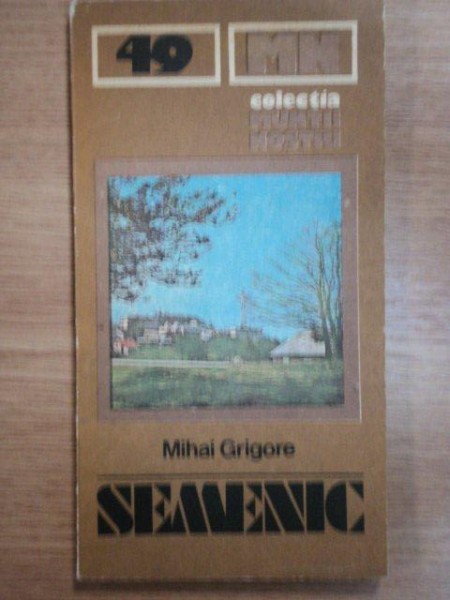 49
MN
colecția
MUNȚII
NOȘTRI
Mihai Grigore
SEMENIC